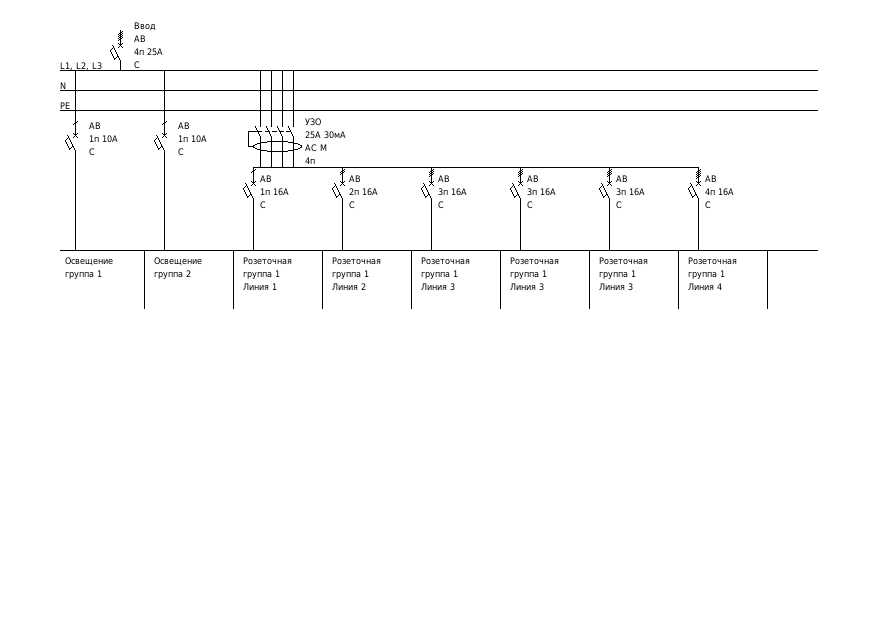 Ввод
АВ
4п 25А
С
L1, L2, L3
N
PE
АВ
1п 10А
С
АВ
1п 10А
С
УЗО
25А 30мА
АС М
4п
АВ
1п 16А
С
АВ
2п 16А
С
АВ
3п 16А
С
АВ
3п 16А
С
АВ
3п 16А
С
АВ
4п 16А
С
Освещение
группа 1
Освещение
группа 2
Розеточная
группа 1
Линия 1
Розеточная
группа 1
Линия 2
Розеточная
группа 1
Линия 3
Розеточная
группа 1
Линия 3
Розеточная
группа 1
Линия 3
Розеточная
группа 1
Линия 4